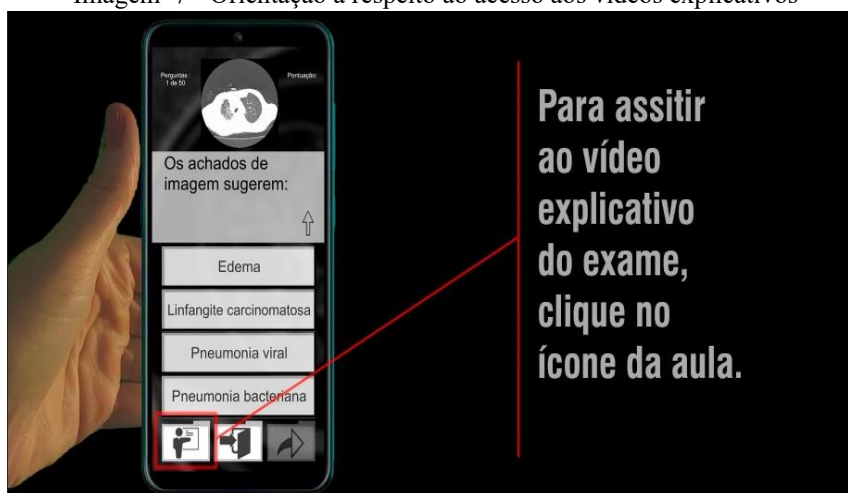 Imagem 7 - Orientação a respeito ao acesso aos vídeos explicativos
Perguntas :
1 de 50
Pontuação:
Os achados de
imagem sugerem:
Edema
Linfangite carcinomatosa
Pneumonia viral
Pneumonia bacteriana
Para assitir
ao vídeo
explicativo
do exame,
clique no
ícone da aula.